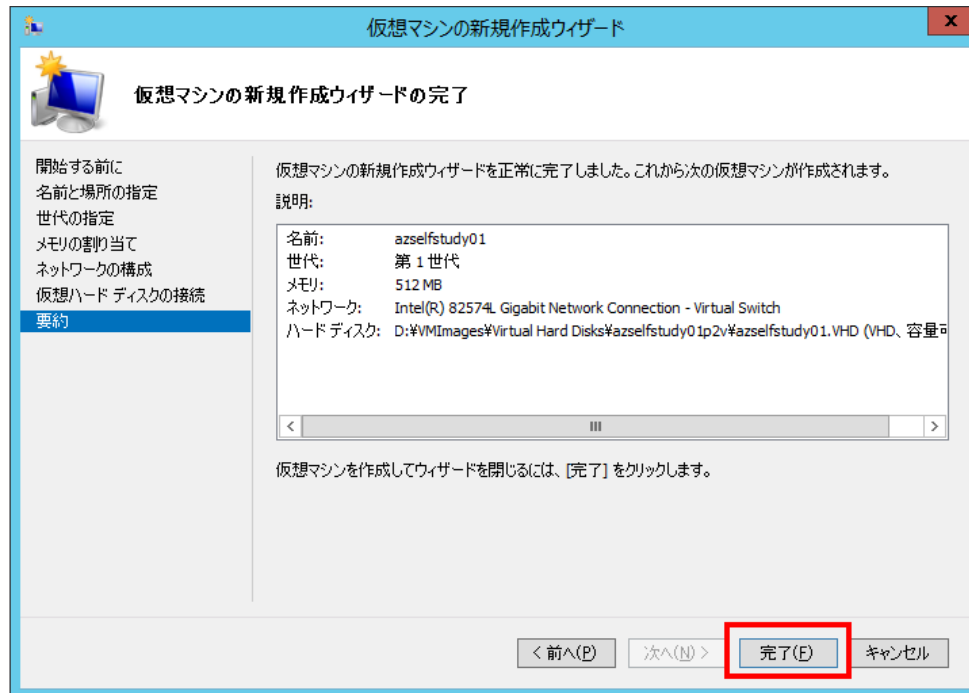 仮想マシンの新規作成ウィザード
x
仮想マシンの新規作成ウィザードの完了
開始する前に
名前と場所の指定
世代の指定
メモリの割り当て
ネットワークの構成
仮想ハード ディスクの接続
要約
仮想マシンの新規作成ウィザードを正常に完了しました。これから次の仮想マシンが作成されます。
説明:
名前: azselfstudy01
世代: 第 1 世代
メモリ: 512 MB
ネットワーク: Intel(R) 82574L Gigabit Network Connection - Virtual Switch
ハード ディスク: D:¥VMImages¥Virtual Hard Disks¥azselfstudy01p2v¥azselfstudy01.VHD (VHD、容量可
仮想マシンを作成してウィザードを閉じるには、[完了] をクリックします。
< 前へ(P) 次へ(N) > 完了(F) キャンセル